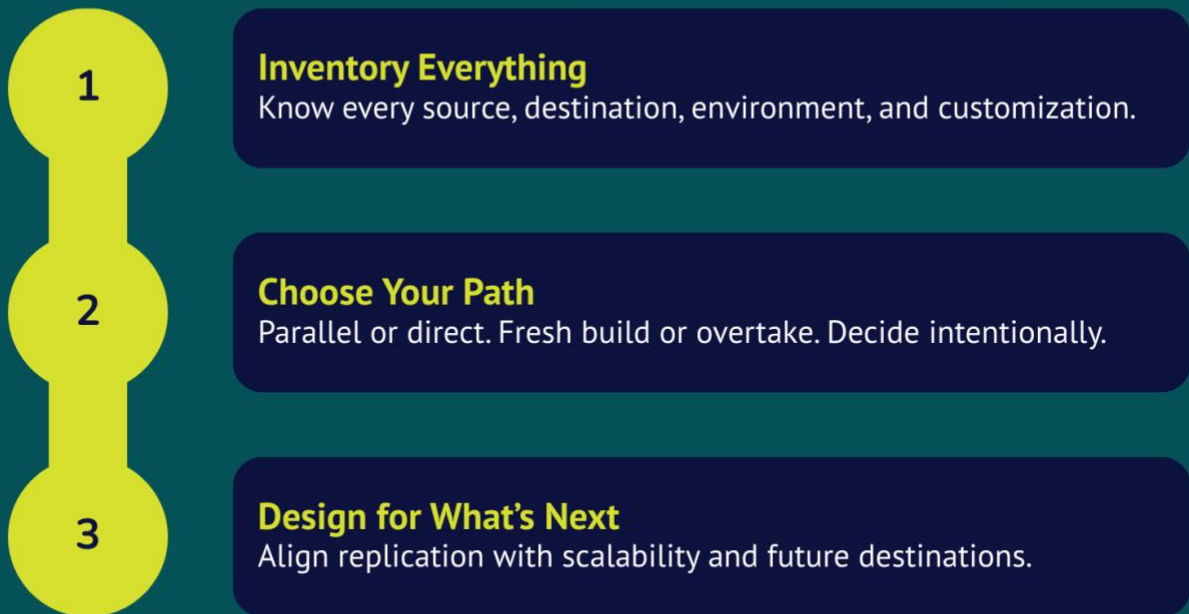 1
Inventory Everything
Know every source, destination, environment, and customization.
2
Choose Your Path
Parallel or direct. Fresh build or overtake. Decide intentionally.
3
Design for What’s Next
Align replication with scalability and future destinations.